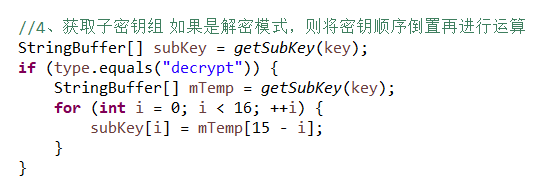 //4、获取子密钥组 如果是解密模式，则将密钥顺序倒置再进行运算
StringBuffer[] subKey = getSubKey(key);
if (type.equals("decrypt")) {
    StringBuffer[] mTemp = getSubKey(key);
    for (int i = 0; i < 16; ++i) {
        subKey[i] = mTemp[15 - i];
    }
}